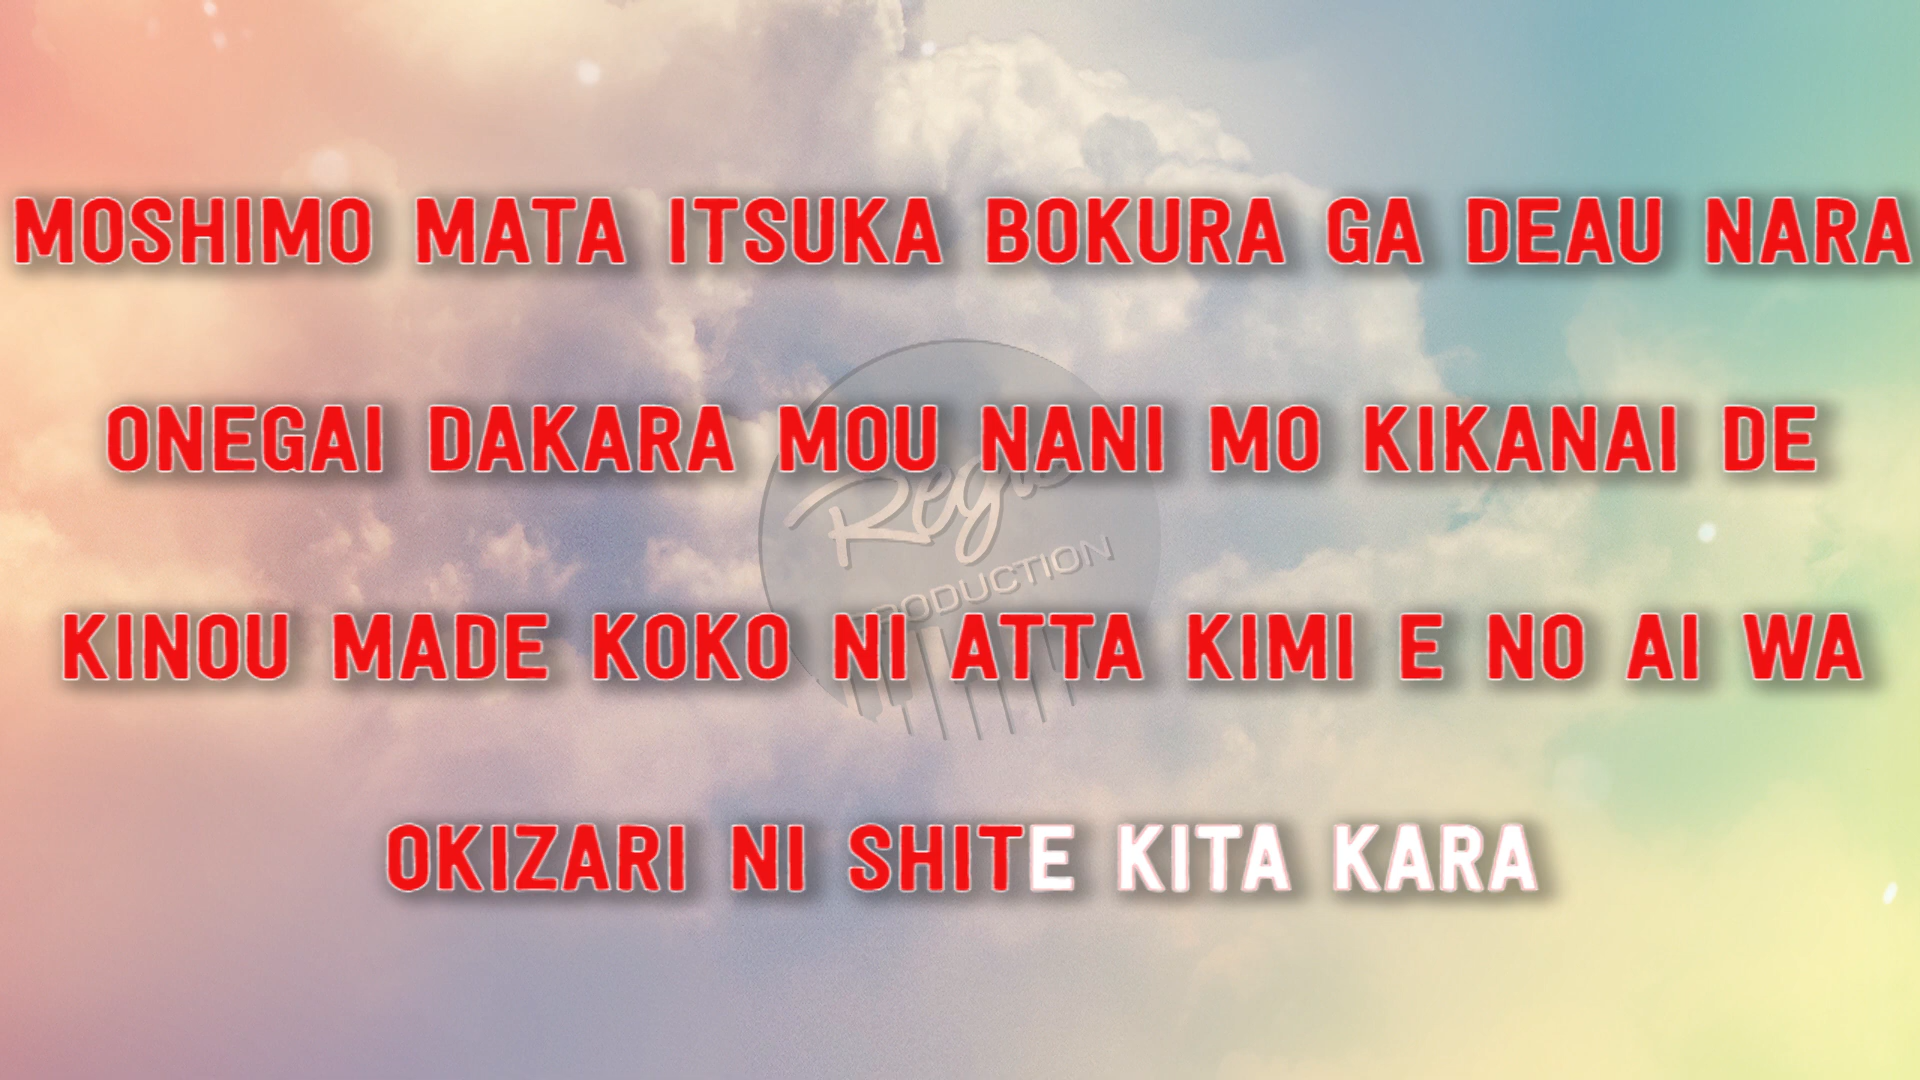 MOSHIMO MATA ITSUKA BOKURA GA DEAU NARA
ONEGAI DAKARA MOU NANI MO KIKANAI DE
KINOU MADE KOKO NI ATTA KIMI E NO AI WA
OKIZARI NI SHITE KITA KARA